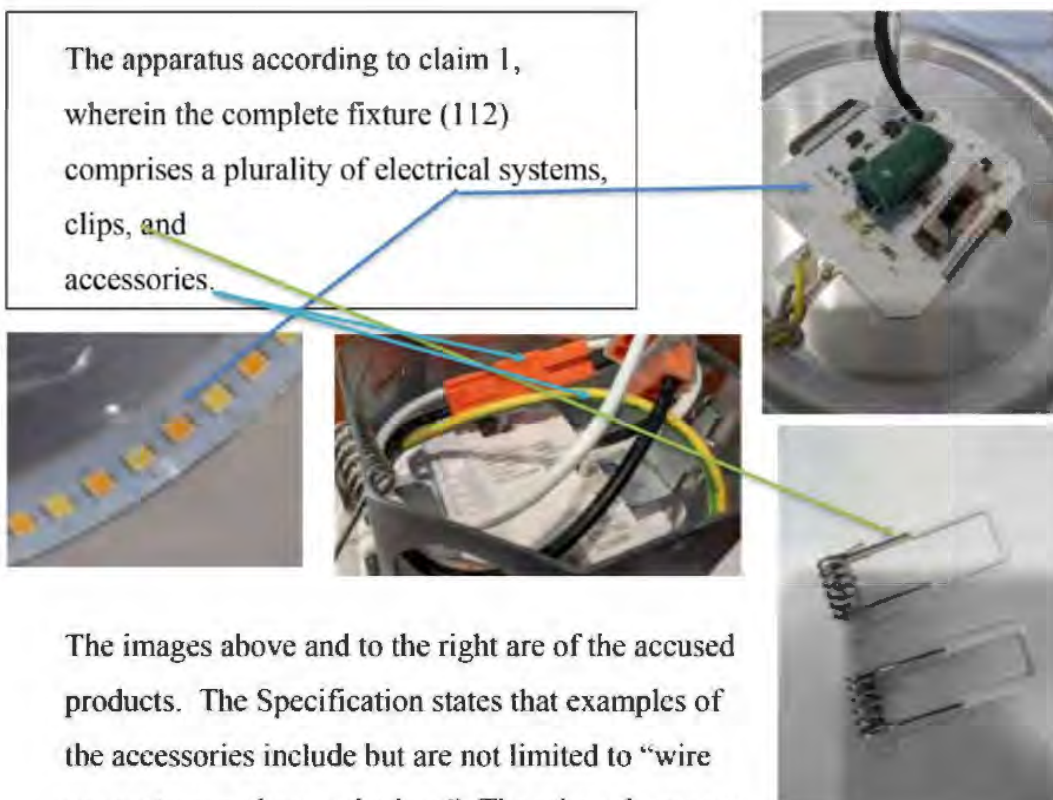 The apparatus according to claim 1,
wherein the complete fixture (112)
comprises a plurality of electrical systems,
clips, and
accessories.
The images above and to the right are of the accused
products. The Specification states that examples of
the accessories include but are not limited to “wire